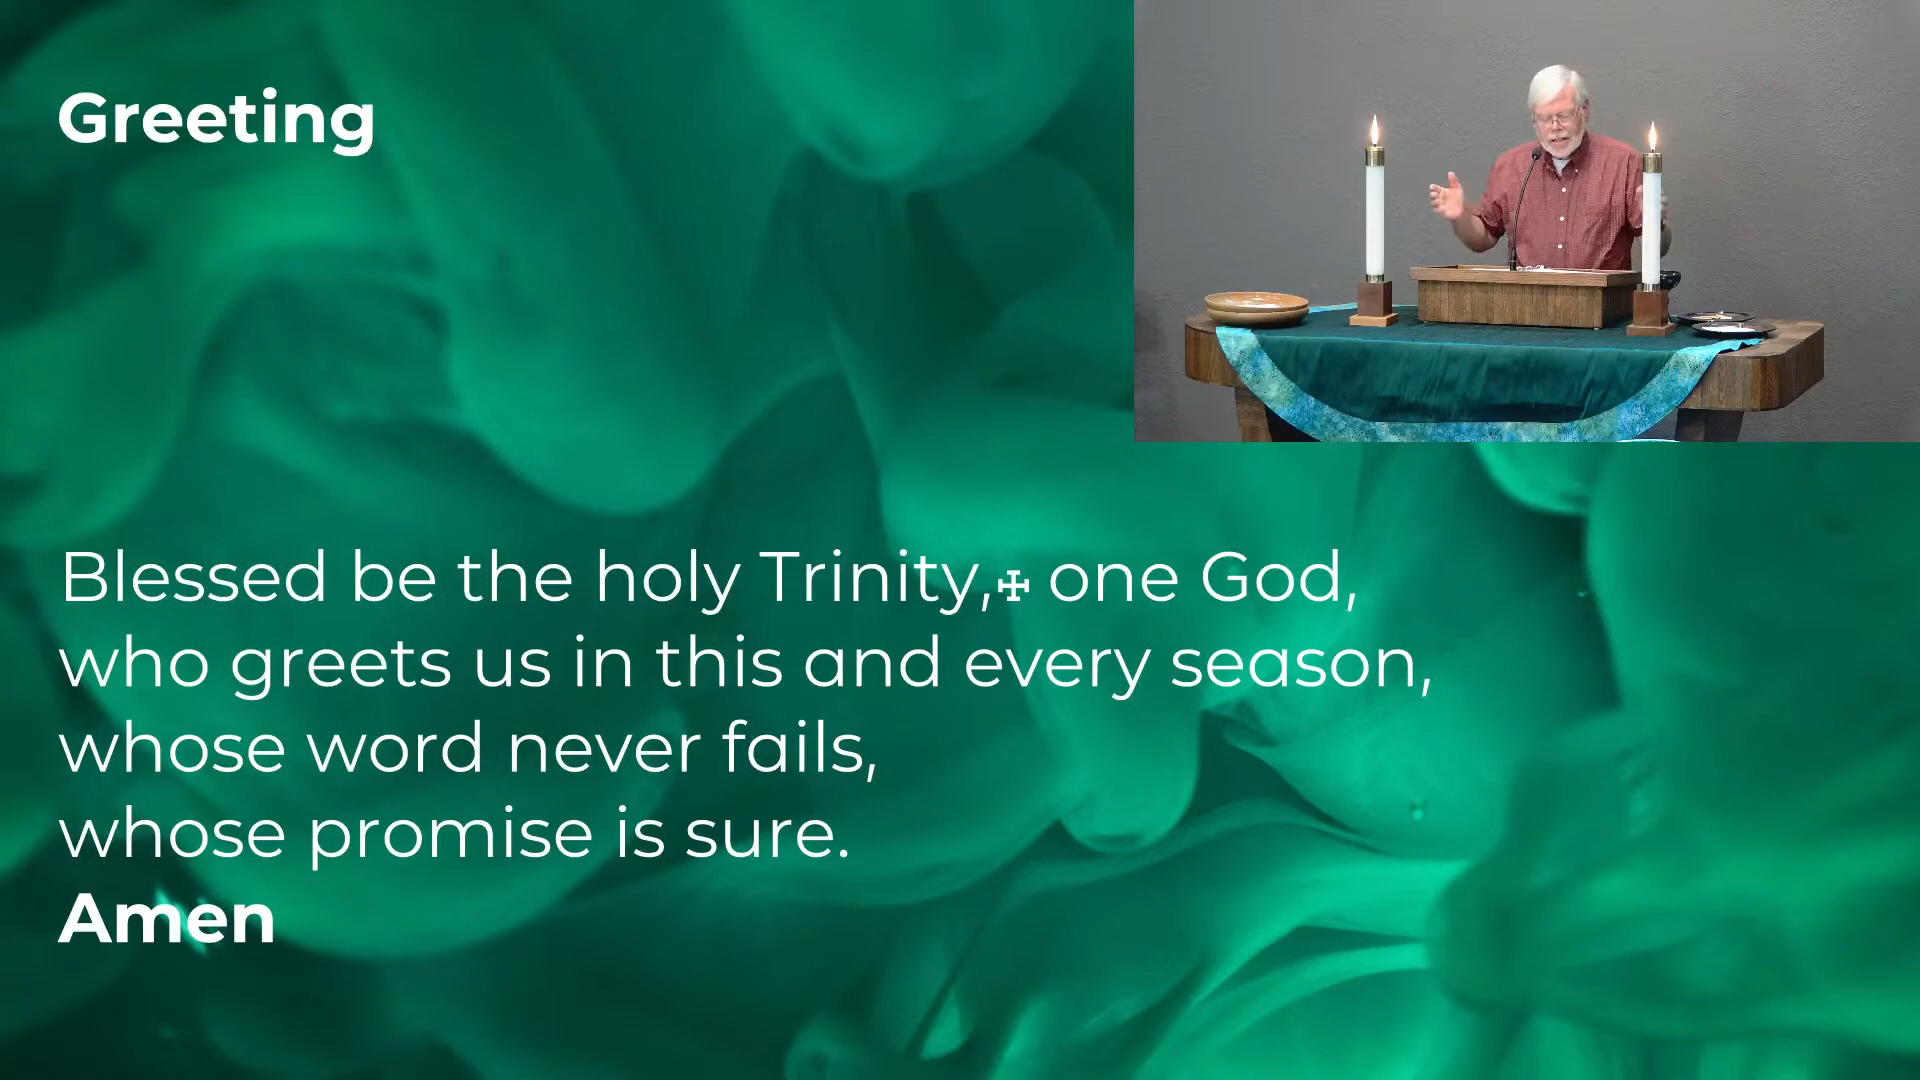 Greeting
Blessed be the holy Trinity,✠ one God,
who greets us in this and every season,
whose word never fails,
whose promise is sure.
Amen